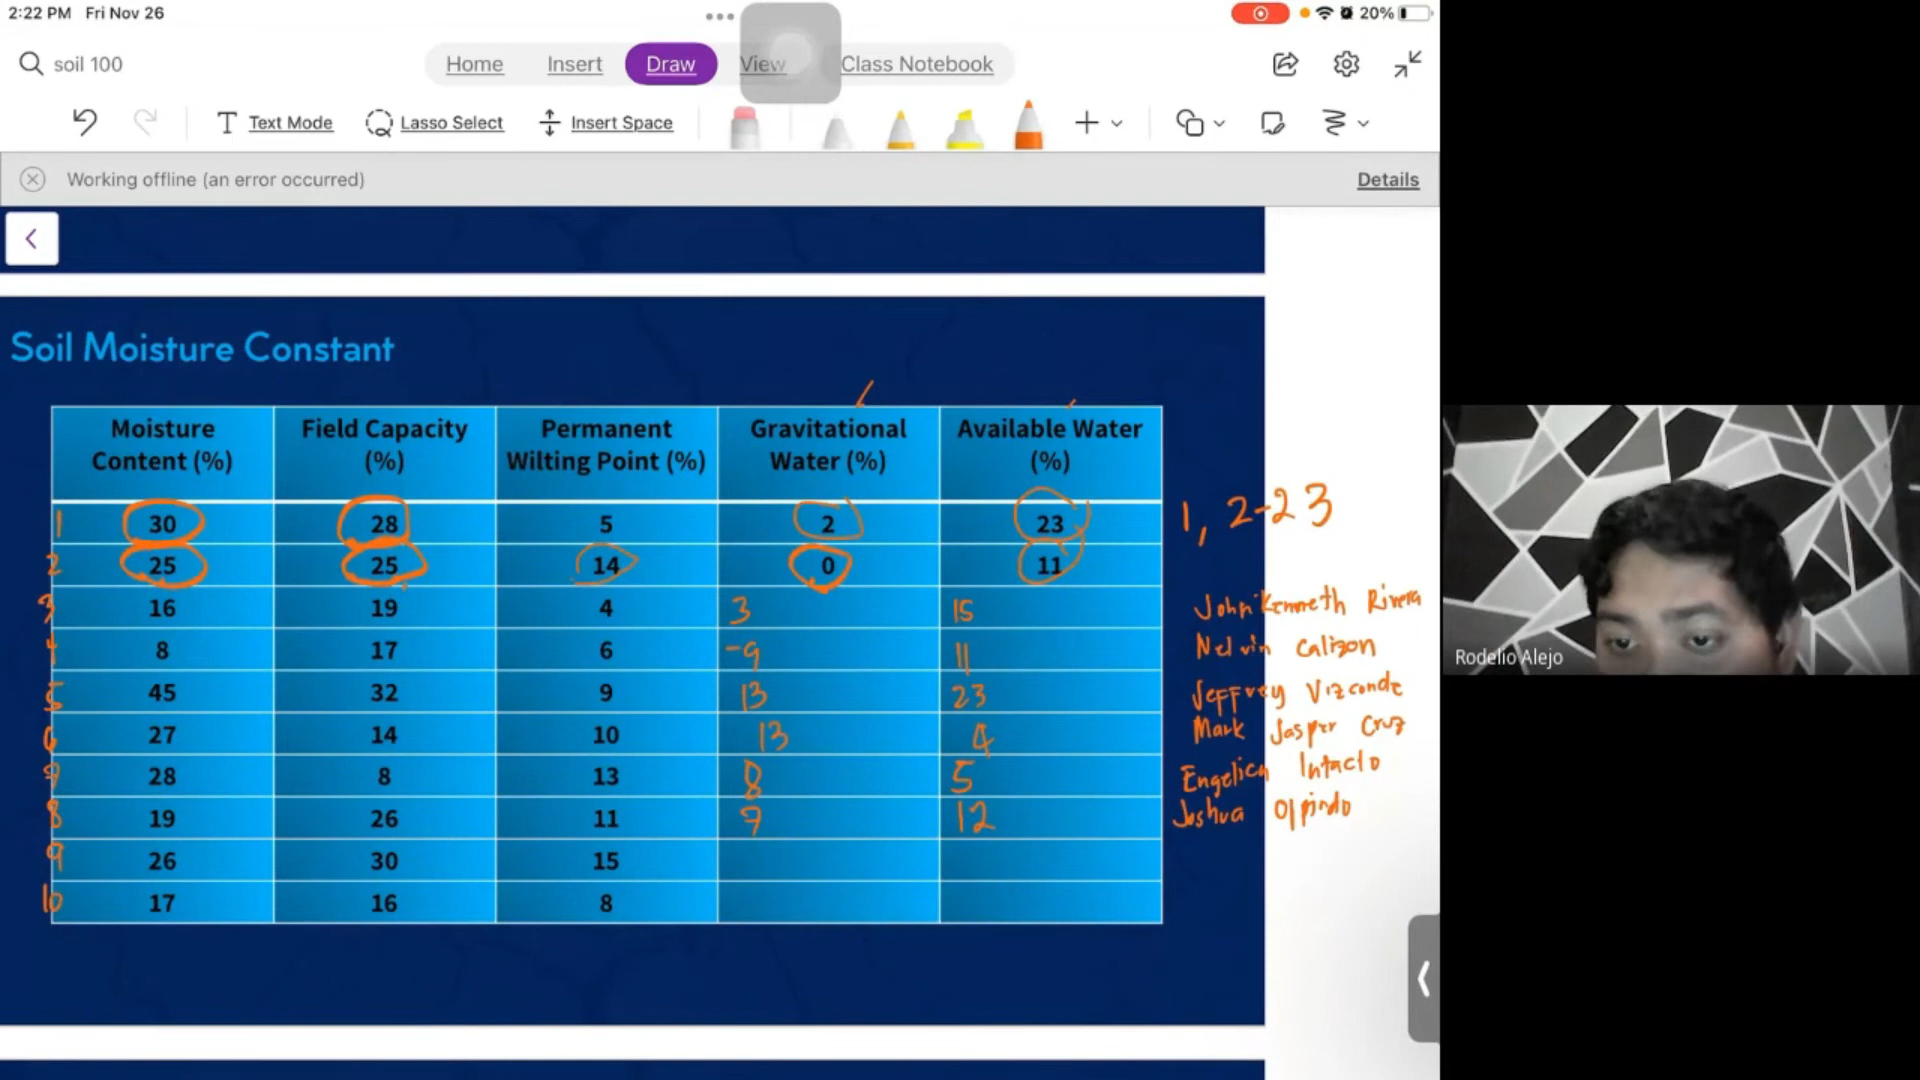 2:22 PM Fri Nov 26
20%
soil 100
Home Insert Draw View Class Notebook
Text Mode Lasso Select Insert Space
Working offline (an error occurred) Details
Soil Moisture Constant
Moisture Content (%) Field Capacity (%) Permanent Wilting Point (%) Gravitational Water (%) Available Water (%)
1 30 28 5 2 23 1, 2-23
2 25 25 14 0 11
3 16 19 4 3 15 John Kenneth Rivera
4 8 17 6 -9 11 Nelvin Calizon
5 45 32 9 13 23 Jeffrey Vizconde
6 27 14 10 13 4 Mark Jasper Cruz
7 28 8 13 8 5 Engelica Intacto
8 19 26 11 7 12 Joshua
9 26 30 15
10 17 16 8
Rodelio Alejo